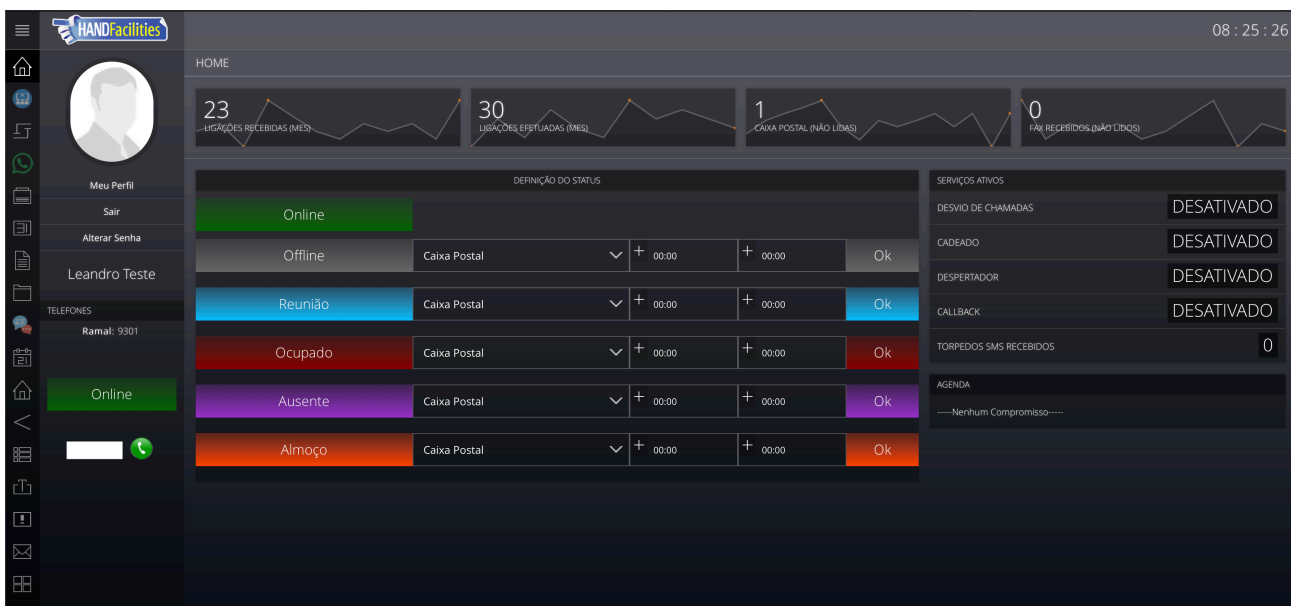 HANDFacilities
08 : 25 : 26
HOME
23
LIGAÇÕES RECEBIDAS (MES)
30
LIGAÇÕES EFETUADAS (MES)
1
CAIXA POSTAL (NÃO LIDAS)
0
FAX RECEBIDOS (NÃO LIDOS)
Meu Perfil
Sair
Alterar Senha
Leandro Teste
TELEFONES
Ramal: 9301
Online
DEFINIÇÃO DO STATUS
Online
Offline Caixa Postal + 00:00 + 00:00 Ok
Reunião Caixa Postal + 00:00 + 00:00 Ok
Ocupado Caixa Postal + 00:00 + 00:00 Ok
Ausente Caixa Postal + 00:00 + 00:00 Ok
Almoço Caixa Postal + 00:00 + 00:00 Ok
SERVIÇOS ATIVOS
DESVIO DE CHAMADAS DESATIVADO
CADEADO DESATIVADO
DESPERTADOR DESATIVADO
CALLBACK DESATIVADO
TORPEDOS SMS RECEBIDOS 0
AGENDA
-----Nenhum Compromisso-----